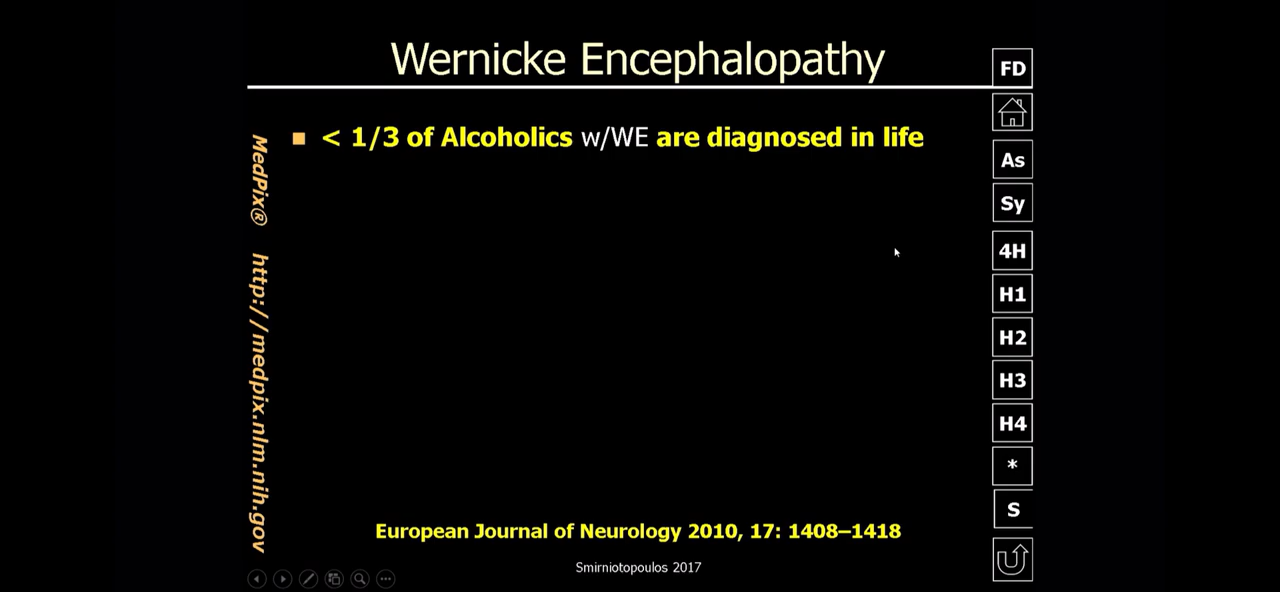 Wernicke Encephalopathy
< 1/3 of Alcoholics w/WE are diagnosed in life
MedPix® http://medpix.nlm.nih.gov
European Journal of Neurology 2010, 17: 1408–1418
Smirniotopoulos 2017
FD
As
Sy
4H
H1
H2
H3
H4
*
S